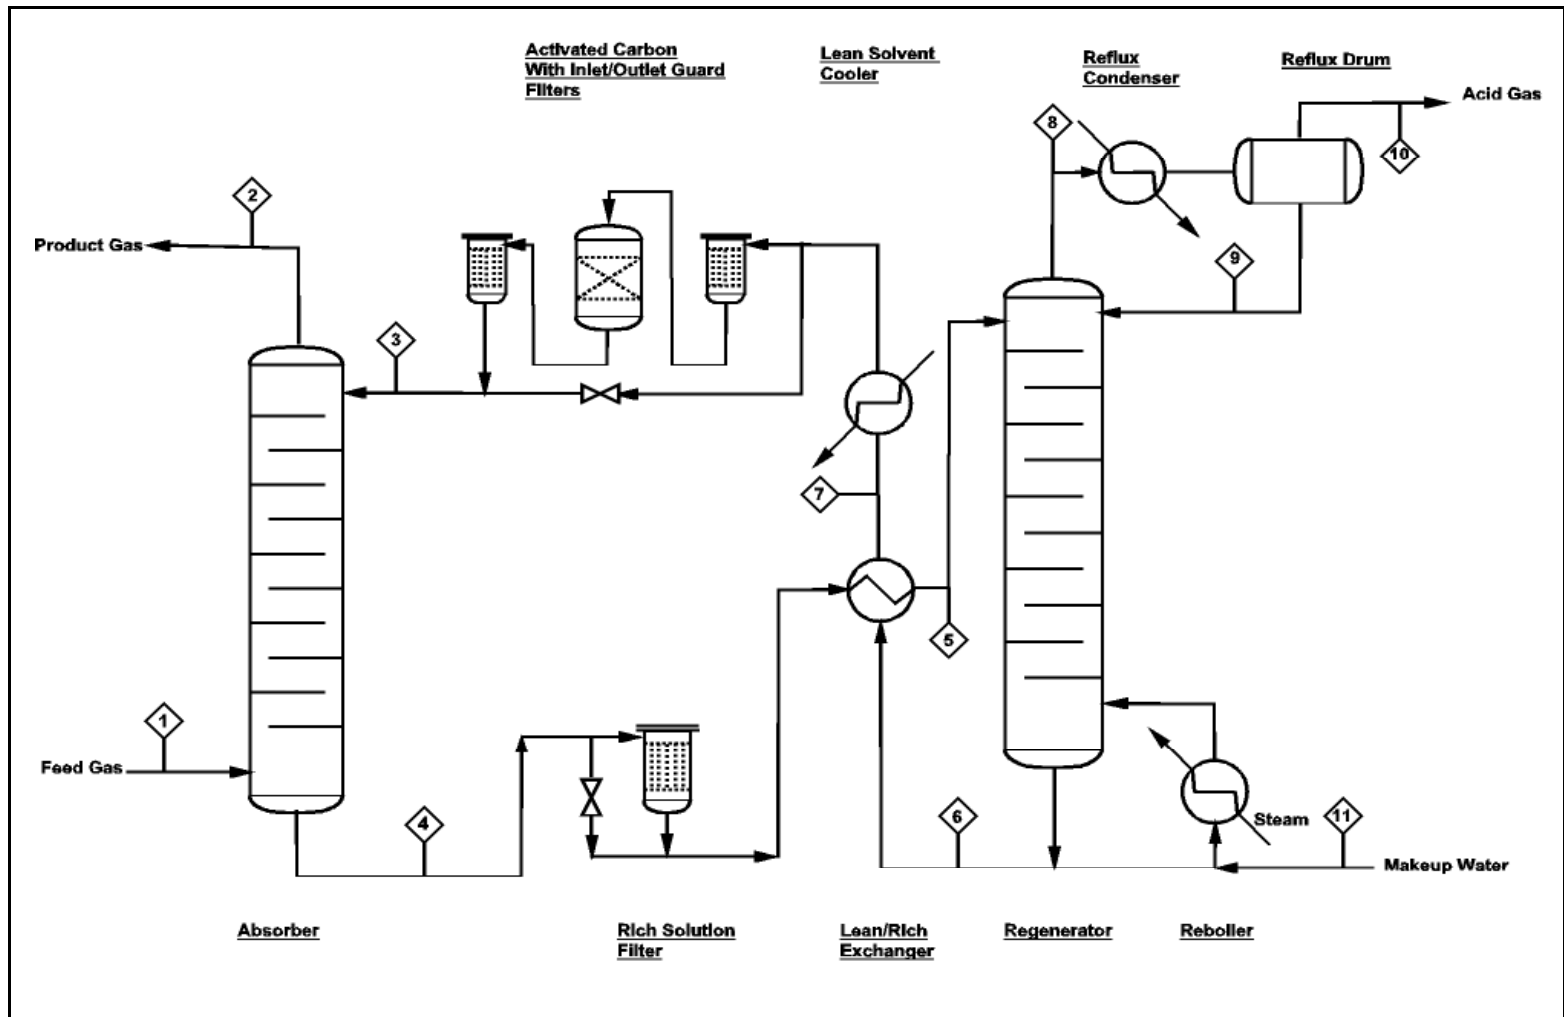 Activated Carbon
With Inlet/Outlet Guard
Filters
Lean Solvent
Cooler
Reflux
Condenser
Reflux Drum
Acid Gas
8
10
2
Product Gas
9
3
7
5
1
Feed Gas
4
6
Steam
11
Makeup Water
Absorber
Rich Solution
Filter
Lean/Rich
Exchanger
Regenerator
Reboiler